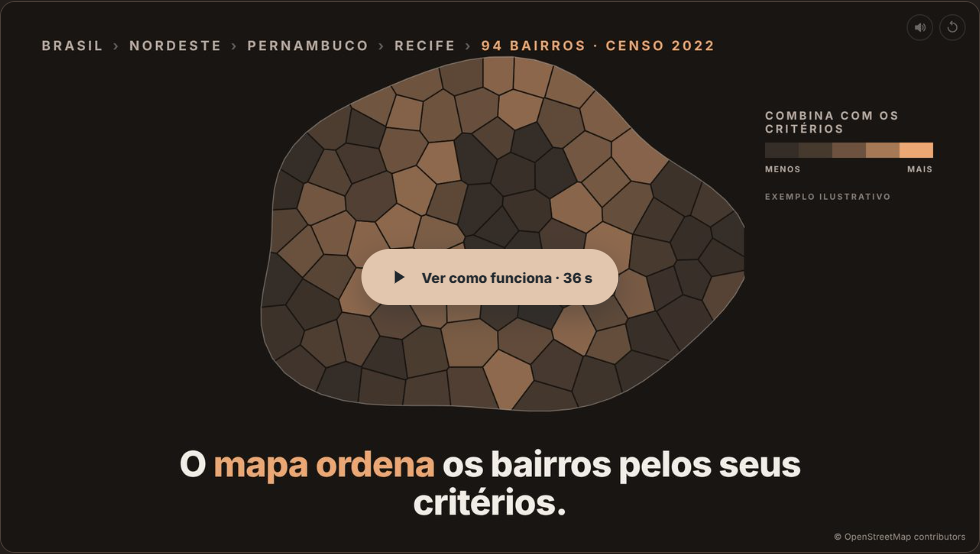 BRASIL › NORDESTE › PERNAMBUCO › RECIFE › 94 BAIRROS · CENSO 2022
COMBINA COM OS
CRITÉRIOS
MENOS MAIS
EXEMPLO ILUSTRATIVO
Ver como funciona · 36 s
O mapa ordena os bairros pelos seus
critérios.
© OpenStreetMap contributors